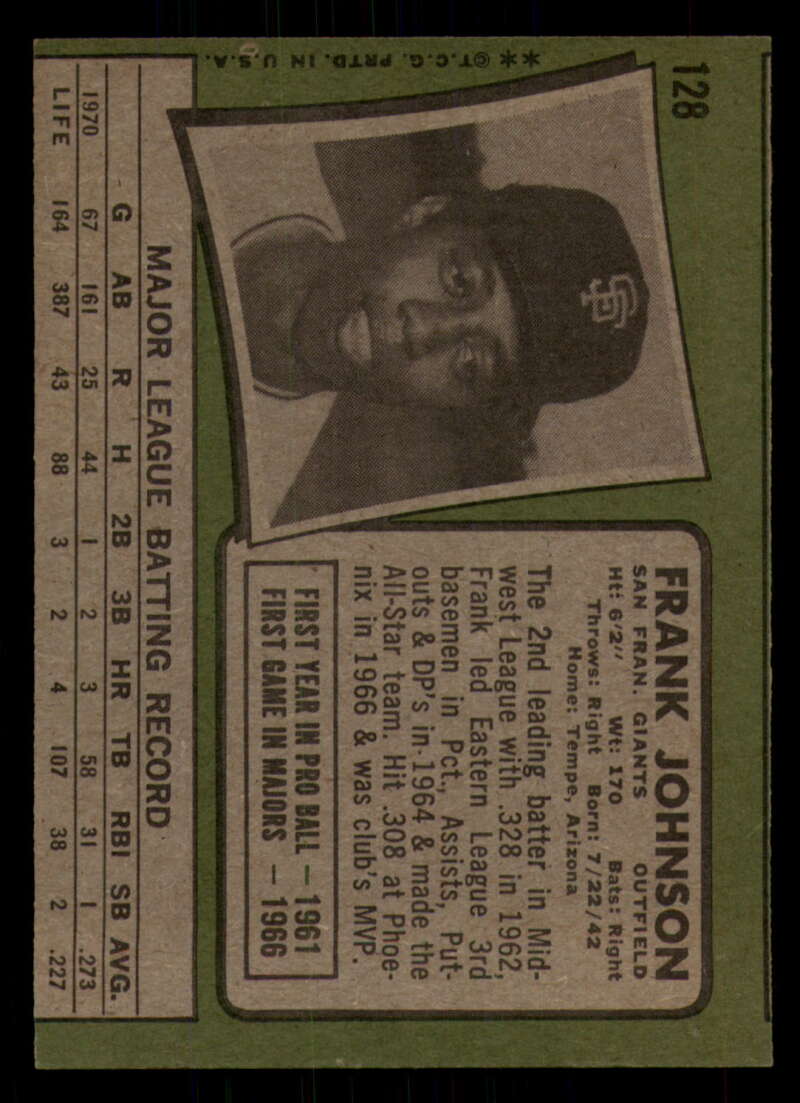 128
**©T.C.G. PRTD. IN U.S.A.
SF
FRANK JOHNSON
SAN FRAN. GIANTS OUTFIELD
Ht: 6'2" Wt: 170 Bats: Right
Throws: Right Born: 7/22/42
Home: Tempe, Arizona
The 2nd leading batter in Mid-
west League with .328 in 1962,
Frank led Eastern League 3rd
basemen in Pct., Assists, Put-
outs & DP's in 1964 & made the
All-Star team. Hit .308 at Phoe-
nix in 1966 & was club's MVP.
FIRST YEAR IN PRO BALL — 1961
FIRST GAME IN MAJORS — 1966
MAJOR LEAGUE BATTING RECORD
G AB R H 2B 3B HR TB RBI SB AVG.
1970 67 161 25 44 1 2 3 58 31 1 .273
LIFE 164 387 43 88 3 2 4 107 38 2 .227